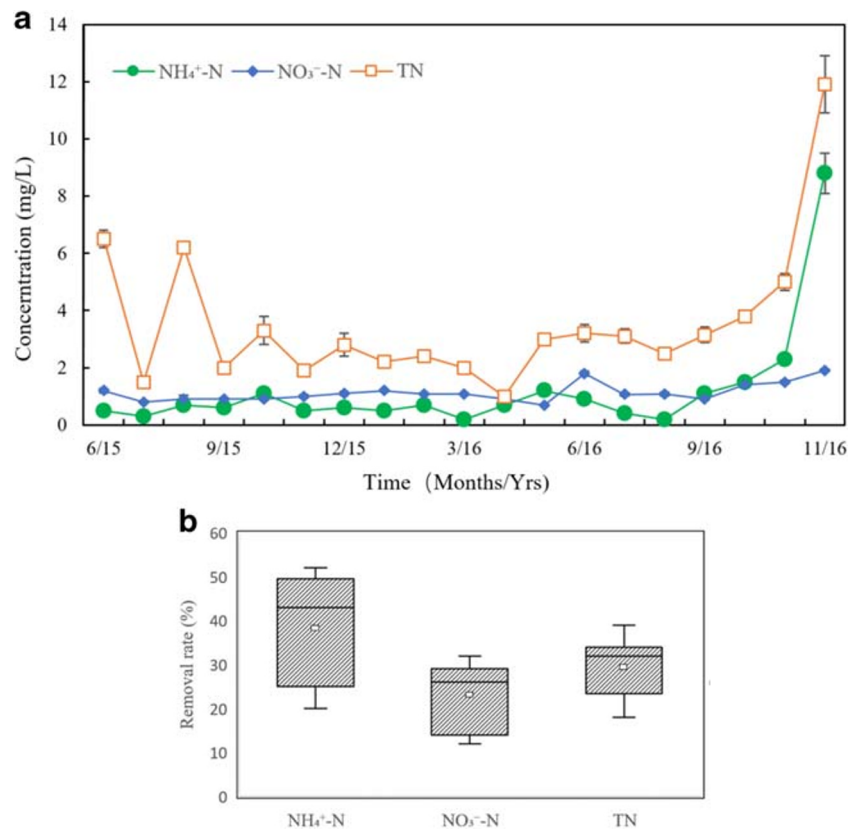 a
14
NH₄⁺-N NO₃⁻-N TN
12
10
8
6
4
2
0
Concerntration (mg/L)
6/15 9/15 12/15 3/16 6/16 9/16 11/16
Time (Months/Yrs)
b
60
50
40
30
20
10
0
Removal rate (%)
NH₄⁺-N NO₃⁻-N TN